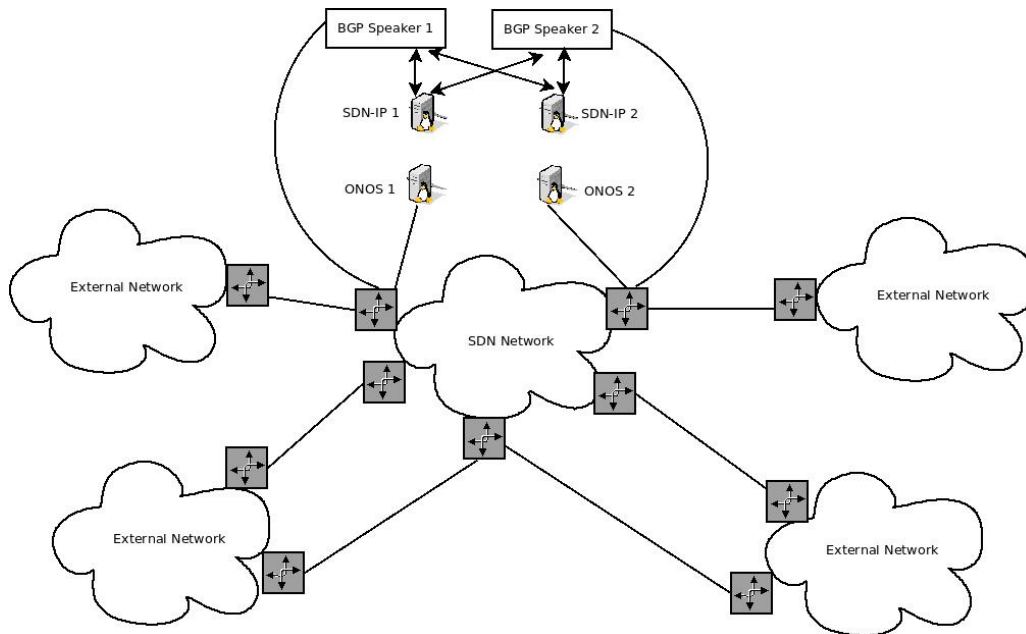 BGP Speaker 1
BGP Speaker 2
SDN-IP 1
SDN-IP 2
ONOS 1
ONOS 2
External Network
External Network
SDN Network
External Network
External Network